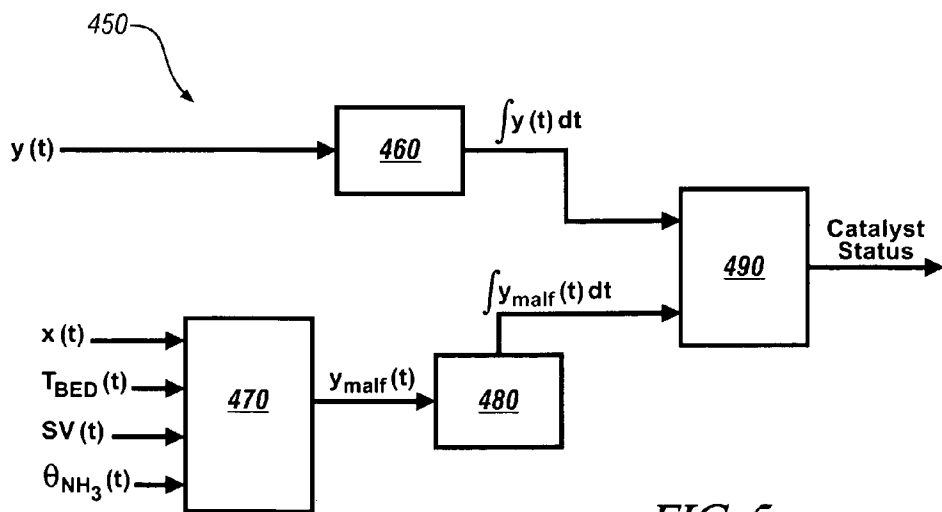 450
y(t)
460
∫y(t) dt
490
Catalyst
Status
∫y_malf(t) dt
x(t)
T_BED(t)
SV(t)
θ_NH3(t)
470
y_malf(t)
480
FIG. 5